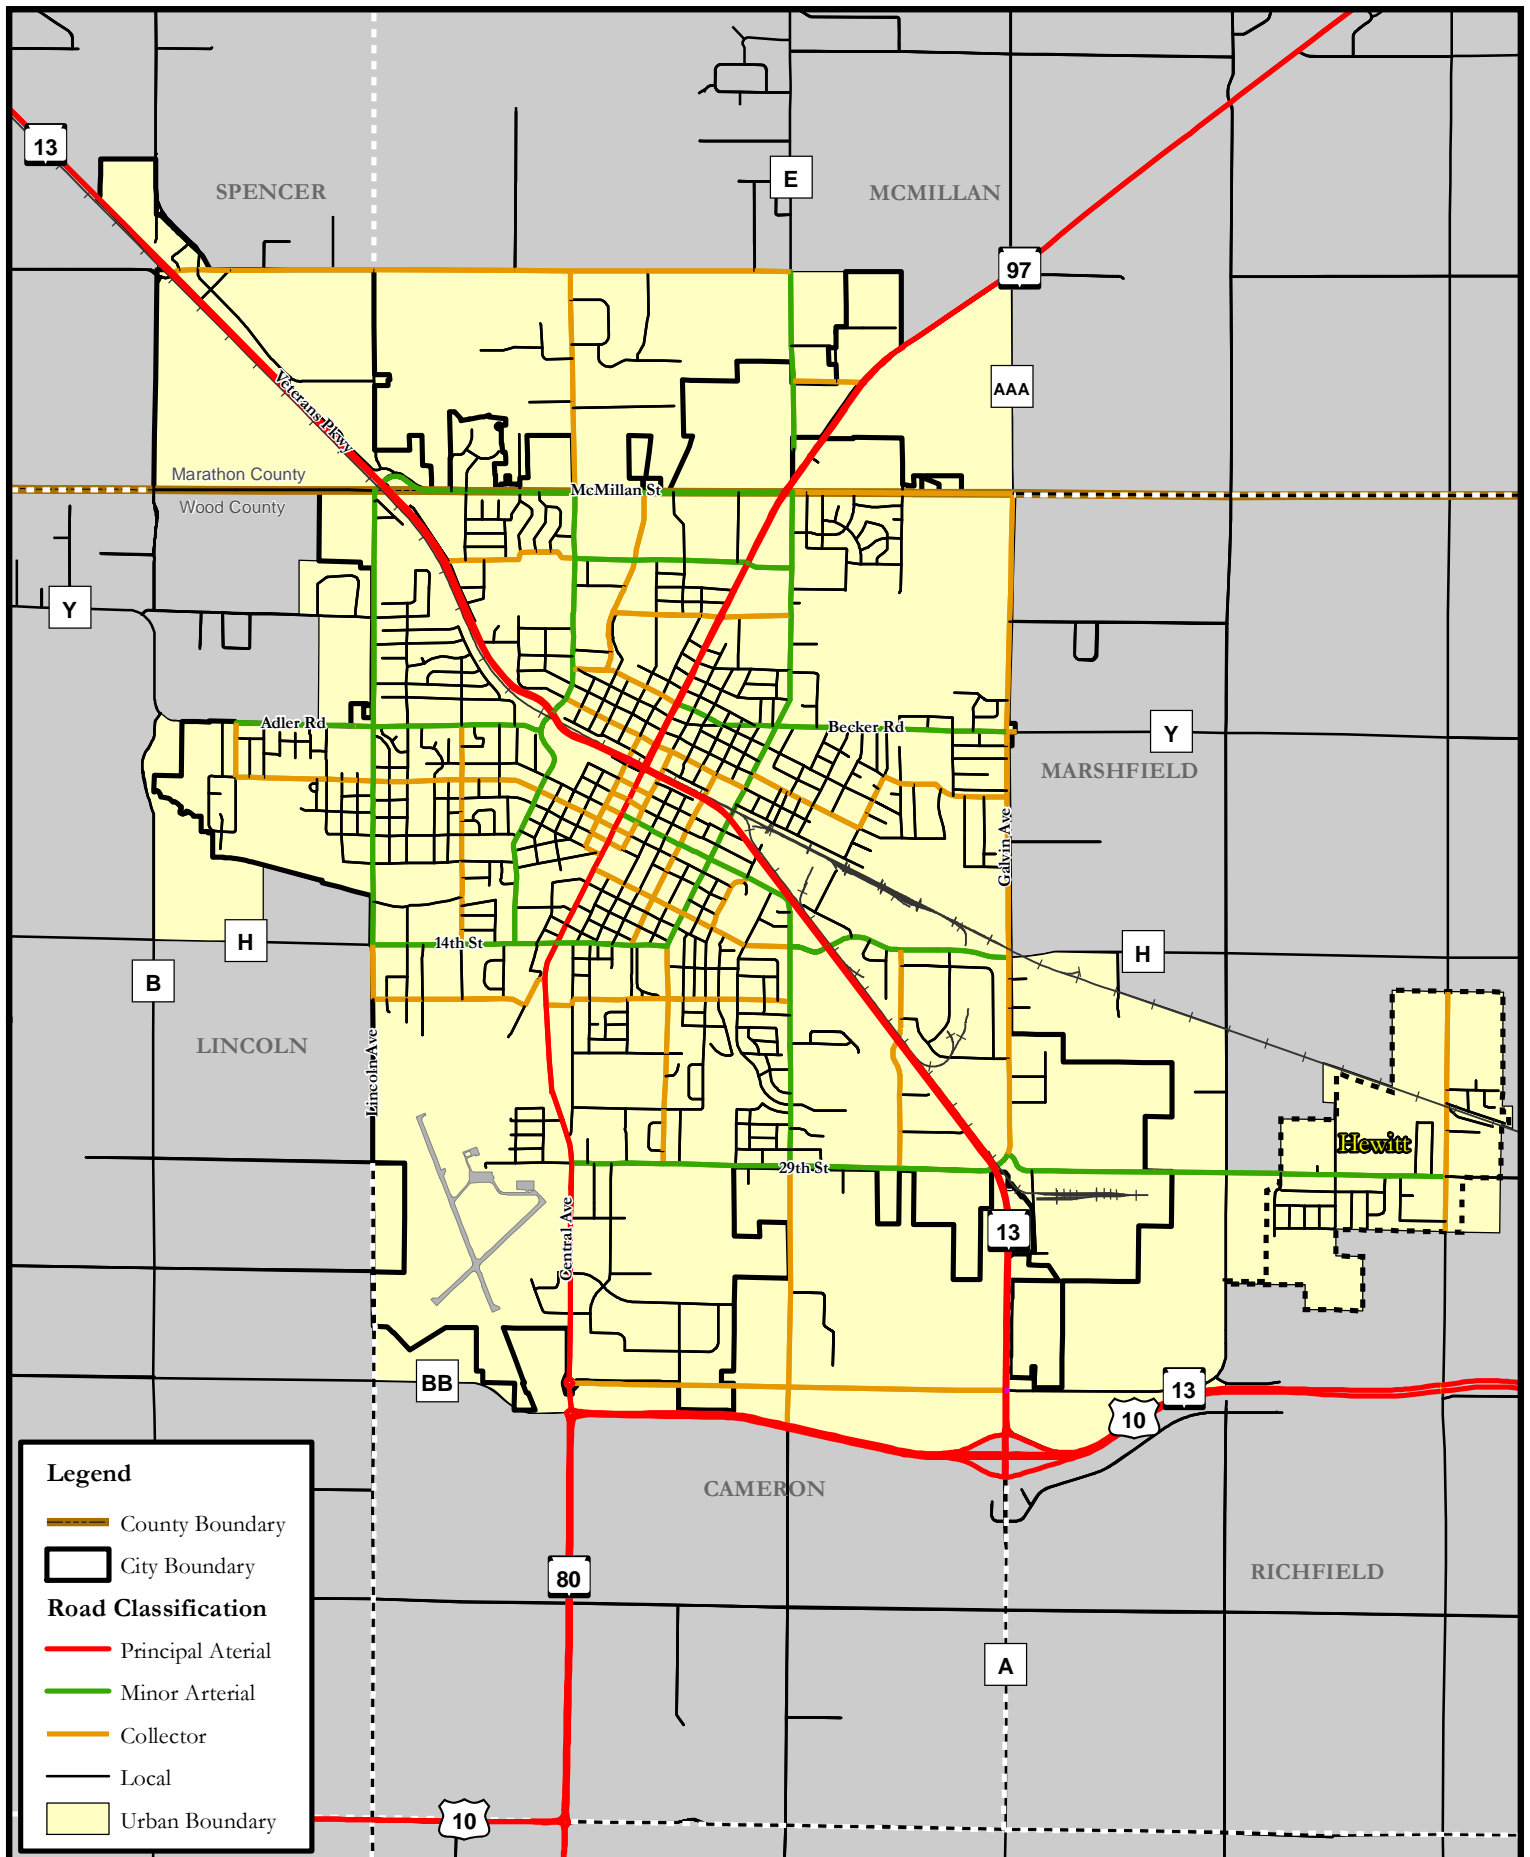 13
SPENCER
E
MCMILLAN
97
AAA
Veterans Pkwy
Marathon County
McMillan St
Wood County
Y
Adler Rd
Becker Rd
Y
MARSHFIELD
Galvin Ave
H
14th St
H
B
LINCOLN
Lincoln Ave
Hewitt
29th St
Central Ave
13
BB
13
10
CAMERON
RICHFIELD
80
A
10
Legend
County Boundary
City Boundary
Road Classification
Principal Aterial
Minor Arterial
Collector
Local
Urban Boundary